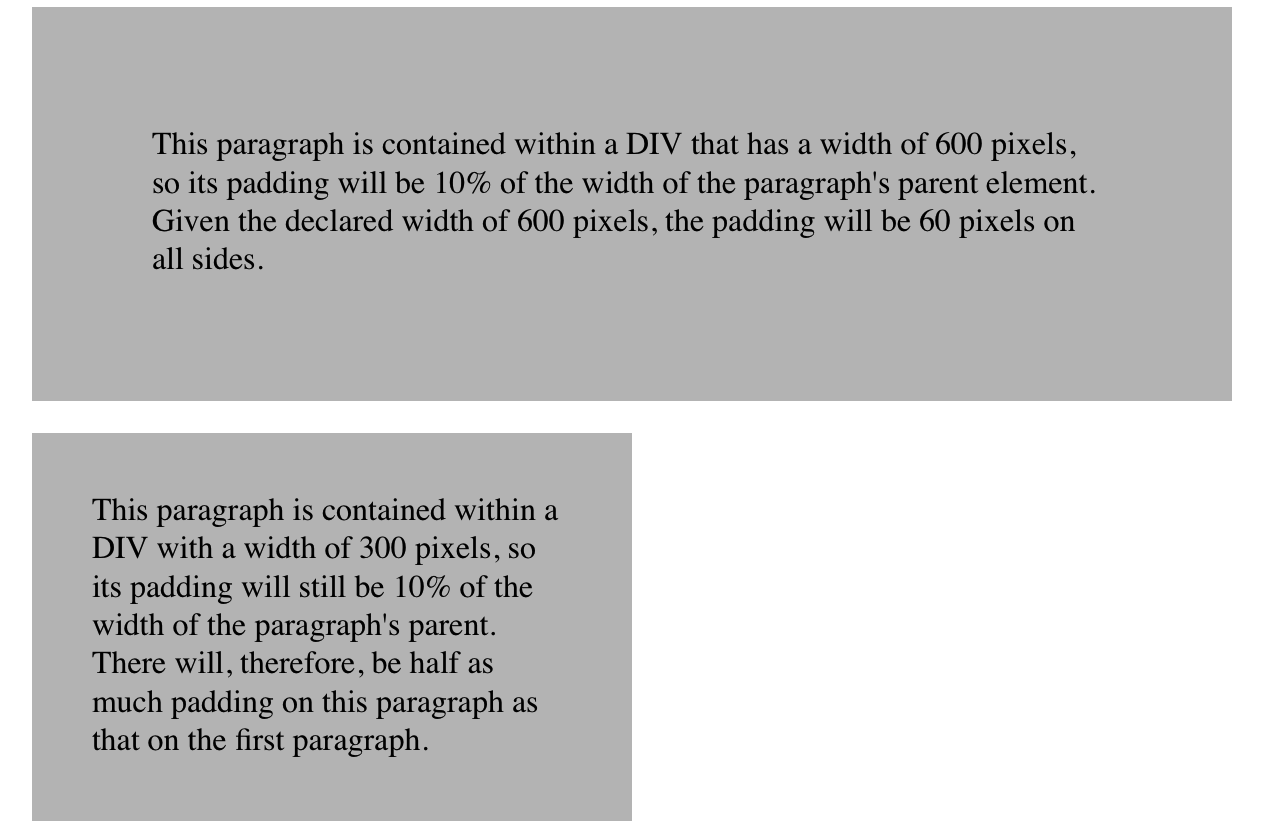 This paragraph is contained within a DIV that has a width of 600 pixels,
so its padding will be 10% of the width of the paragraph's parent element.
Given the declared width of 600 pixels, the padding will be 60 pixels on
all sides.
This paragraph is contained within a
DIV with a width of 300 pixels, so
its padding will still be 10% of the
width of the paragraph's parent.
There will, therefore, be half as
much padding on this paragraph as
that on the first paragraph.